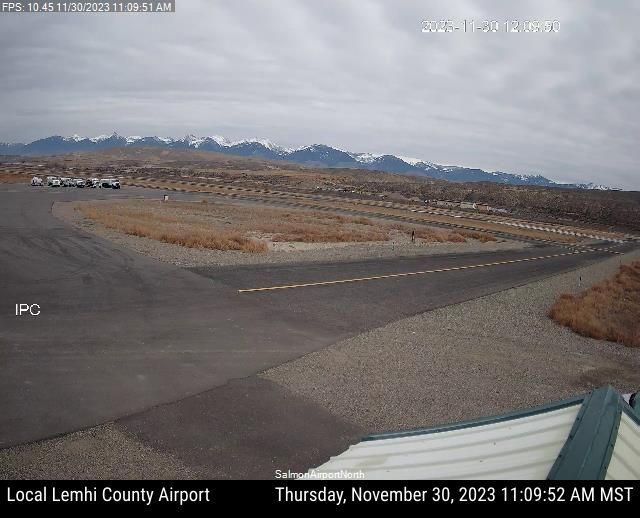 FPS: 10.45 11/30/2023 11:09:51 AM
2023-11-30 12:09:50
IPC
SalmonAirportNorth
Local Lemhi County Airport Thursday, November 30, 2023 11:09:52 AM MST